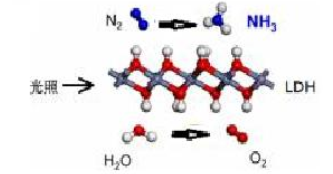 N₂ NH₃
光照 LDH
H₂O O₂